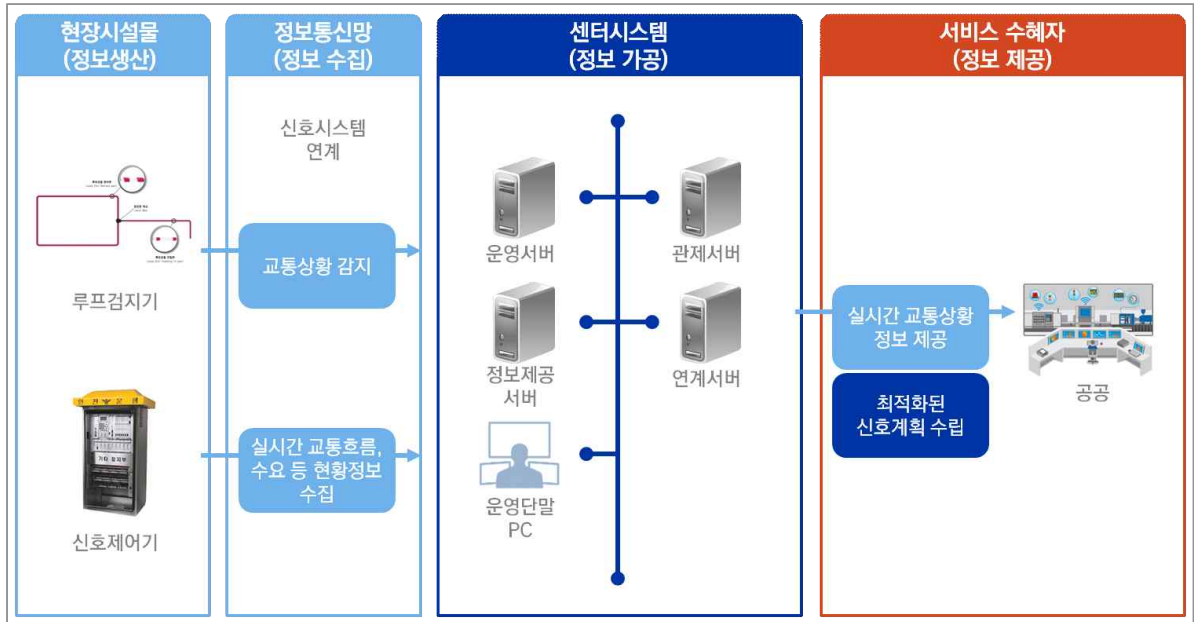 현장시설물
(정보생산)
정보통신망
(정보 수집)
센터시스템
(정보 가공)
서비스 수혜자
(정보 제공)
신호시스템
연계
루프검지기
교통상황 감지
신호제어기
실시간 교통흐름,
수요 등 현황정보
수집
운영서버
관제서버
정보제공
서버
연계서버
운영단말
PC
실시간 교통상황
정보 제공
최적화된
신호계획 수립
공공